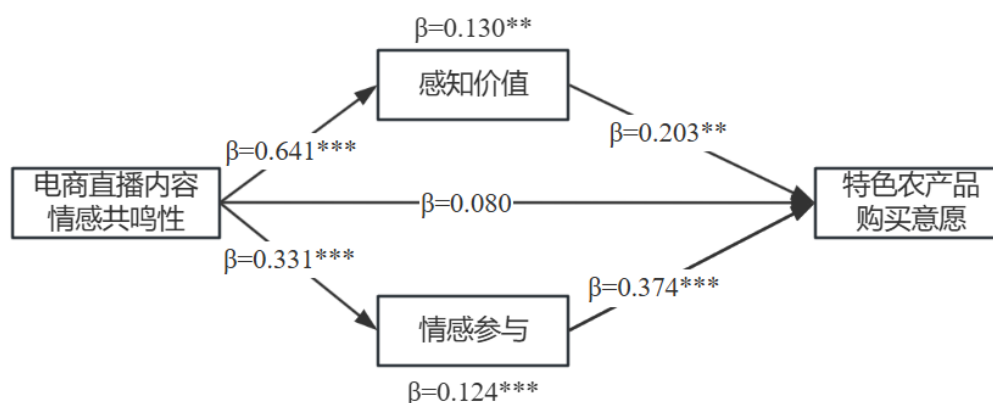 β=0.130**
感知价值
β=0.203**
β=0.641***
电商直播内容
情感共鸣性
β=0.080
特色农产品
购买意愿
β=0.331***
β=0.374***
情感参与
β=0.124***